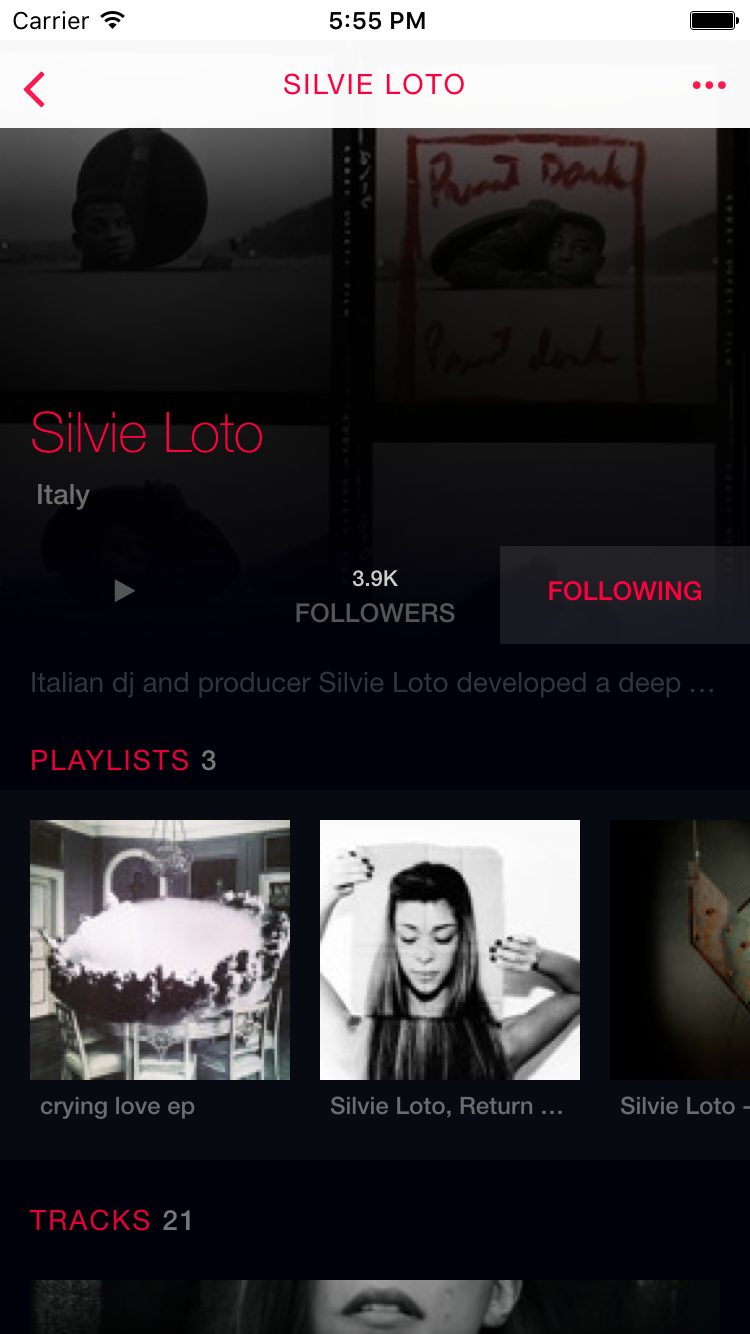 Carrier 5:55 PM
SILVIE LOTO
Silvie Loto
Italy
3.9K
FOLLOWERS
FOLLOWING
Italian dj and producer Silvie Loto developed a deep ...
PLAYLISTS 3
crying love ep
Silvie Loto, Return ...
Silvie Loto -
TRACKS 21